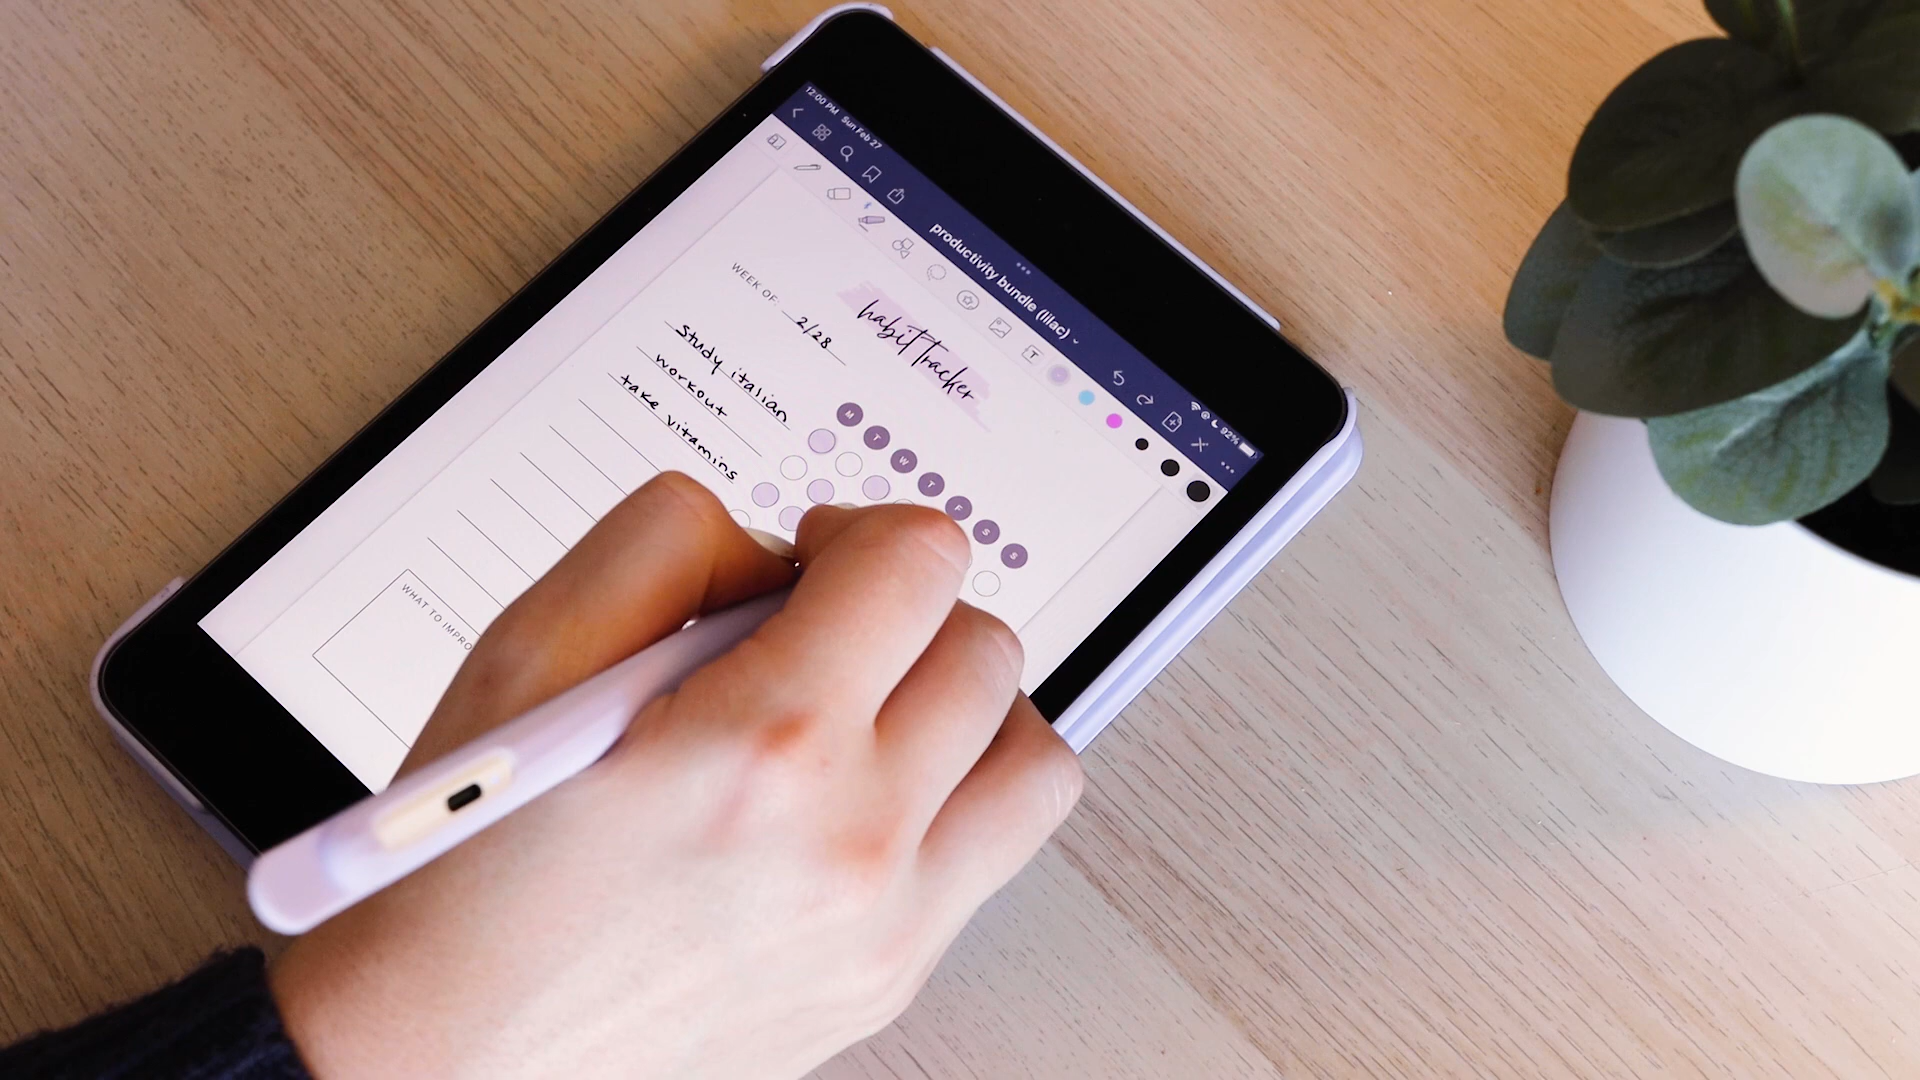 12:00 PM Sun Feb 27
92%
productivity bundle (lilac)
T
habit Tracker
WEEK OF: 2/28
M T W T F S S
study italian
workout
take vitamins
WHAT TO IMPRO